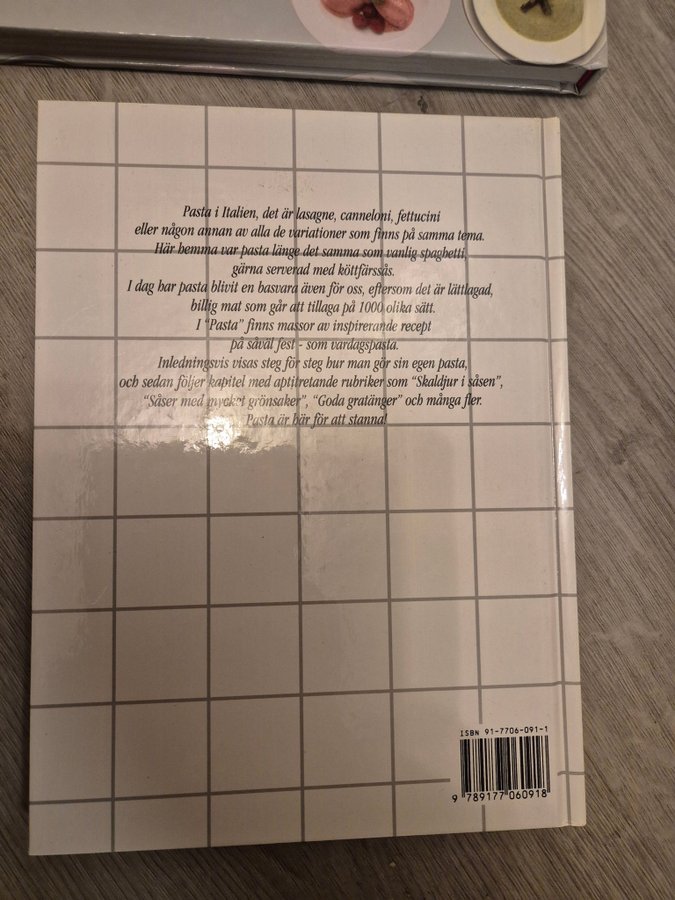 Pasta i Italien, det är lasagne, canneloni, fettucini
eller någon annan av alla de variationer som finns på samma tema.
Här hemma var pasta länge det samma som vanlig spaghetti,
gärna serverad med köttfärssås.
I dag har pasta blivit en basvara även för oss, eftersom det är lättlagad,
billig mat som går att tillaga på 1000 olika sätt.
I "Pasta" finns massor av inspirerande recept
på såväl fest - som vardagspasta.
Inledningsvis visas steg för steg hur man gör sin egen pasta,
och sedan följer kapitel med aptitretande rubriker som "Skaldjur i såsen",
"Såser med mycket grönsaker", "Goda gratänger" och många fler.
Pasta är här för att stanna!
ISBN 91-7706-091-1
9 789177 060918